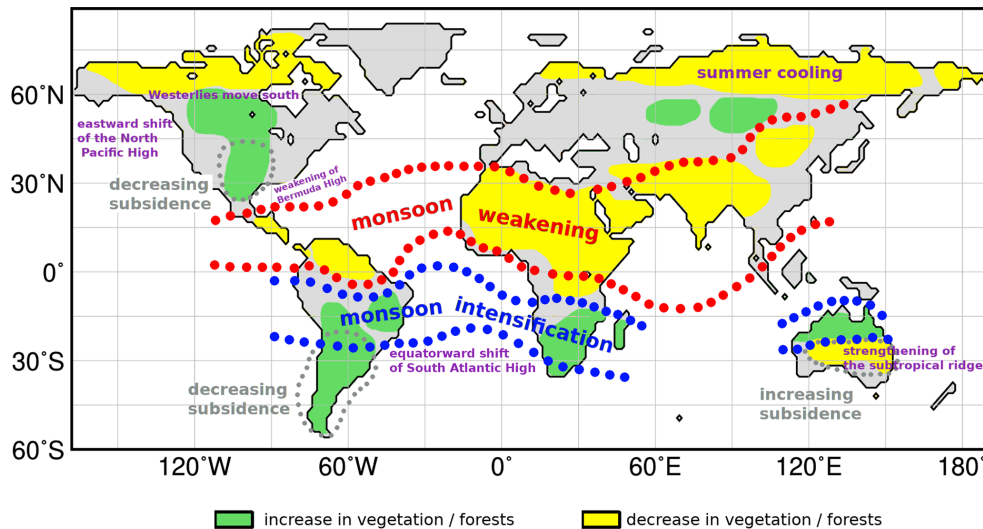 summer cooling
60˚N
Westerlies move south
eastward shift
of the North
Pacific High
30˚N
decreasing
subsidence
weakening of
Bermuda High
monsoon weakening
0˚
monsoon intensification
equatorward shift
of South Atlantic High
strengthening of
the subtropical ridge
30˚S
decreasing
subsidence
increasing
subsidence
60˚S
120˚W 60˚W 0˚ 60˚E 120˚E 180˚
increase in vegetation / forests decrease in vegetation / forests